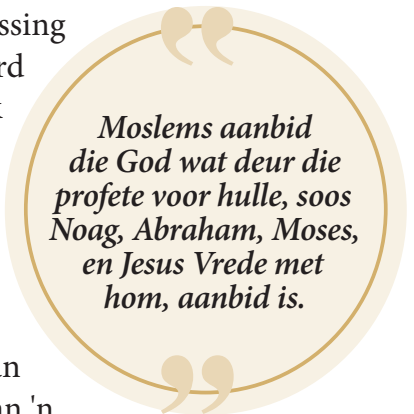 Moslems aanbid
die God wat deur die
profete voor hulle, soos
Noag, Abraham, Moses,
en Jesus Vrede met
hom, aanbid is.